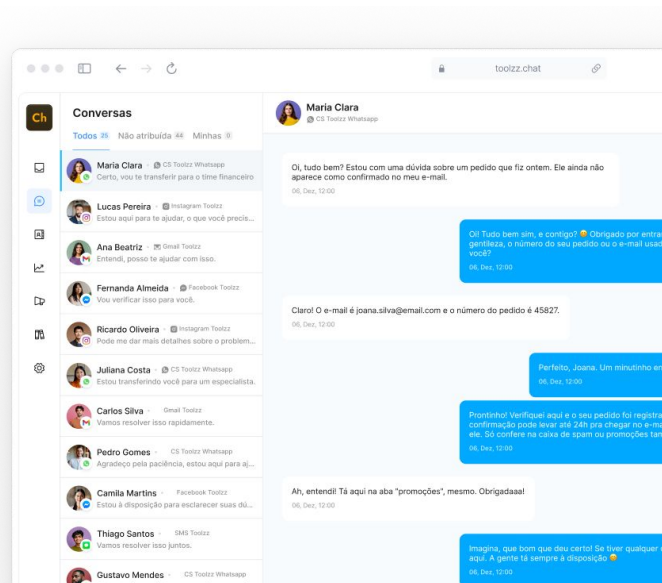 toolzz.chat
Ch
Conversas
Todos 25 Não atribuída 44 Minhas 0
Maria Clara · CS Toolzz Whatsapp
Certo, vou te transferir para o time financeiro
Lucas Pereira · Instagram Toolzz
Estou aqui para te ajudar, o que você precis...
Ana Beatriz · Gmail Toolzz
Entendi, posso te ajudar com isso.
Fernanda Almeida · Facebook Toolzz
Vou verificar isso para você.
Ricardo Oliveira · Instagram Toolzz
Pode me dar mais detalhes sobre o problem...
Juliana Costa · CS Toolzz Whatsapp
Estou transferindo você para um especialista.
Carlos Silva · Gmail Toolzz
Vamos resolver isso rapidamente.
Pedro Gomes · CS Toolzz Whatsapp
Agradeço pela paciência, estou aqui para aj...
Camila Martins · Facebook Toolzz
Estou à disposição para esclarecer suas dú...
Thiago Santos · SMS Toolzz
Vamos resolver isso juntos.
Gustavo Mendes · CS Toolzz Whatsapp
Maria Clara
CS Toolzz Whatsapp
Oi, tudo bem? Estou com uma dúvida sobre um pedido que fiz ontem. Ele ainda não
aparece como confirmado no meu e-mail.
06, Dez, 12:00
Oi! Tudo bem sim, e contigo? 😊 Obrigado por entra
gentileza, o número do seu pedido ou o e-mail usad
você?
06, Dez, 12:00
Claro! O e-mail é joana.silva@email.com e o número do pedido é 45827.
06, Dez, 12:00
Perfeito, Joana. Um minutinho en
06, Dez, 12:00
Prontinho! Verifiquei aqui e o seu pedido foi registra
confirmação pode levar até 24h pra chegar no e-ma
ele. Só confere na caixa de spam ou promoções tam
06, Dez, 12:00
Ah, entendi! Tá aqui na aba "promoções", mesmo. Obrigadaaa!
06, Dez, 12:00
Imagina, que bom que deu certo! Se tiver qualquer
aqui. A gente tá sempre à disposição 😊
06, Dez, 12:00